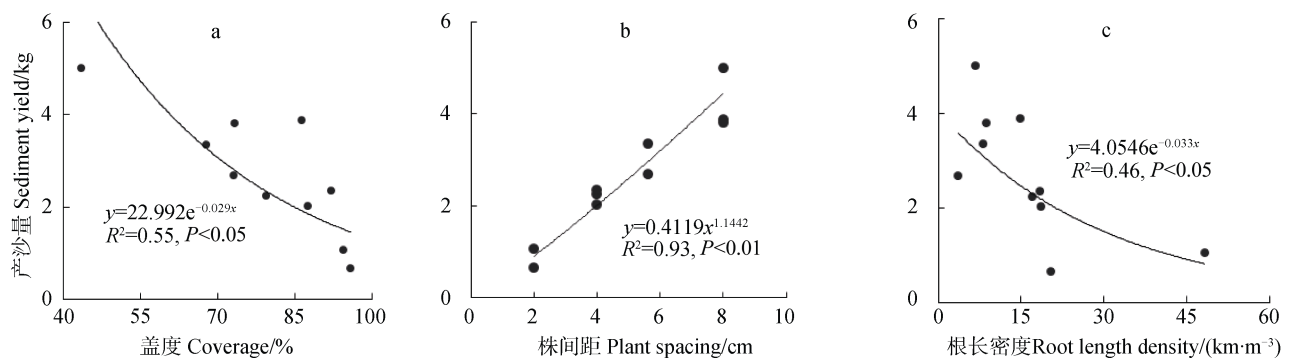 产沙量 Sediment yield/kg
6
4
2
0
a
y=22.992e^{-0.029x}
R²=0.55, P<0.05
40 55 70 85 100
盖度 Coverage/%
6
4
2
0
b
y=0.4119x^{1.1442}
R²=0.93, P<0.01
0 2 4 6 8 10
株间距 Plant spacing/cm
6
4
2
0
c
y=4.0546e^{-0.033x}
R²=0.46, P<0.05
0 15 30 45 60
根长密度Root length density/(km·m⁻³)